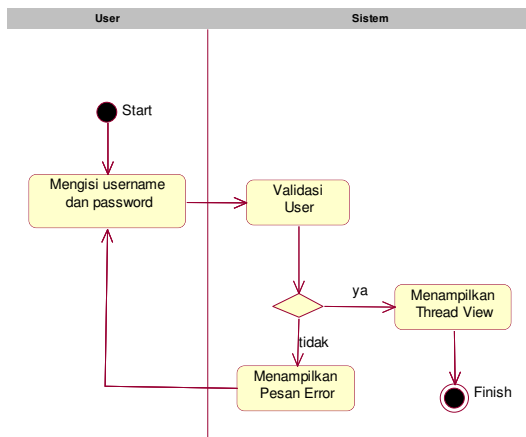 User
Sistem
Start
Mengisi username
dan password
Validasi
User
ya
Menampilkan
Thread View
tidak
Menampilkan
Pesan Error
Finish